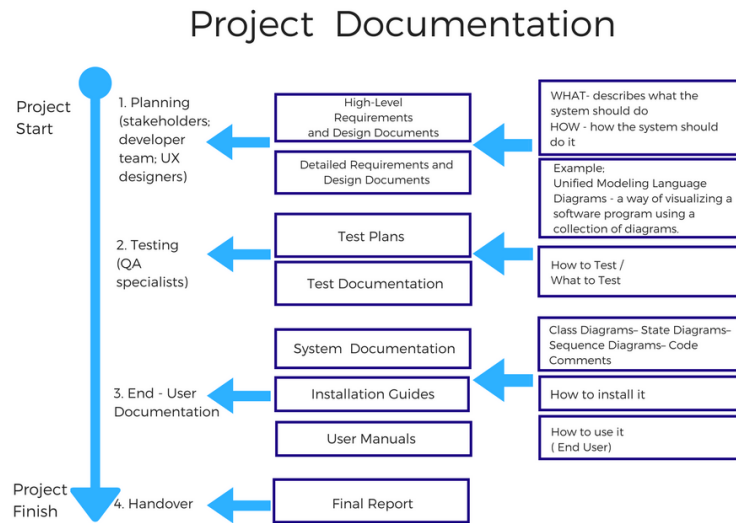 Project Documentation
Project
Start
1. Planning
(stakeholders;
developer
team; UX
designers)
High-Level
Requirements
and Design Documents
Detailed Requirements and
Design Documents
WHAT- describes what the
system should do
HOW - how the system should
do it
Example;
Unified Modeling Language
Diagrams - a way of visualizing a
software program using a
collection of diagrams.
2. Testing
(QA
specialists)
Test Plans
Test Documentation
How to Test /
What to Test
3. End - User
Documentation
System Documentation
Installation Guides
User Manuals
Class Diagrams– State Diagrams–
Sequence Diagrams– Code
Comments
How to install it
How to use it
( End User)
Project
Finish
4. Handover
Final Report